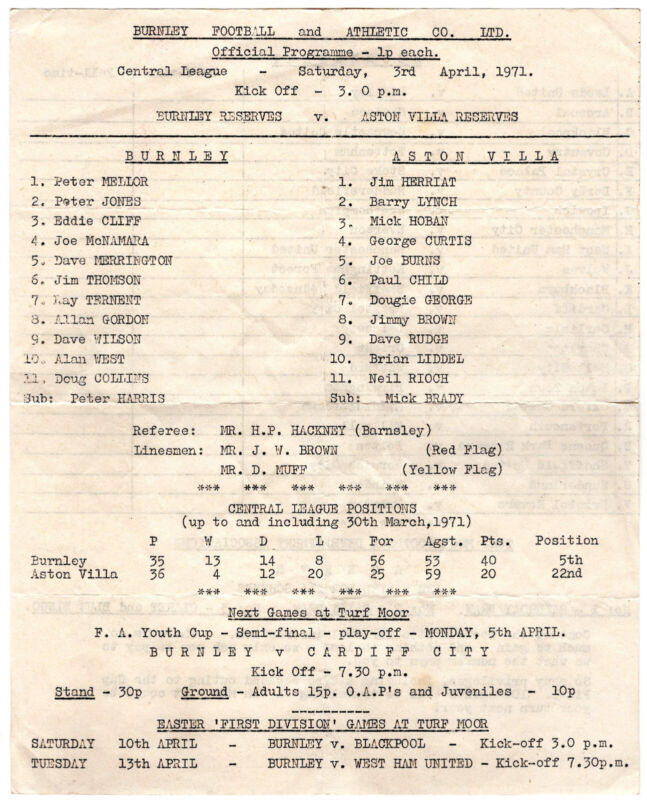 BURNLEY FOOTBALL and ATHLETIC CO. LTD.
Official Programme - 1p each.
Central League - Saturday, 3rd April, 1971.
Kick Off - 3. 0 p.m.
BURNLEY RESERVES v. ASTON VILLA RESERVES
BURNLEY ASTON VILLA
1. Peter MELLOR 1. Jim HERRIAT
2. Peter JONES 2. Barry LYNCH
3. Eddie CLIFF 3. Mick HOBAN
4. Joe McNAMARA 4. George CURTIS
5. Dave MERRINGTON 5. Joe BURNS
6. Jim THOMSON 6. Paul CHILD
7. Ray TERNENT 7. Dougie GEORGE
8. Allan GORDON 8. Jimmy BROWN
9. Dave WILSON 9. Dave RUDGE
10. Alan WEST 10. Brian LIDDEL
11. Doug COLLINS 11. Neil RIOCH
Sub: Peter HARRIS Sub: Mick BRADY
Referee: MR. H.P. HACKNEY (Barnsley)
Linesmen: MR. J. W. BROWN (Red Flag)
MR. D. MUFF (Yellow Flag)
*** *** *** *** *** ***
CENTRAL LEAGUE POSITIONS
(up to and including 30th March,1971)
P W D L For Agst. Pts. Position
Burnley 35 13 14 8 56 53 40 5th
Aston Villa 36 4 12 20 25 59 20 22nd
*** *** *** *** *** ***
Next Games at Turf Moor
F. A. Youth Cup - Semi-final - play-off - MONDAY, 5th APRIL.
BURNLEY v CARDIFF CITY
Kick Off - 7.30 p.m.
Stand - 30p Ground - Adults 15p. O.A.P's and Juveniles - 10p
----------
EASTER 'FIRST DIVISION' GAMES AT TURF MOOR
SATURDAY 10th APRIL - BURNLEY v. BLACKPOOL - Kick-off 3.0 p.m.
TUESDAY 13th APRIL - BURNLEY v. WEST HAM UNITED - Kick-off 7.30p.m.